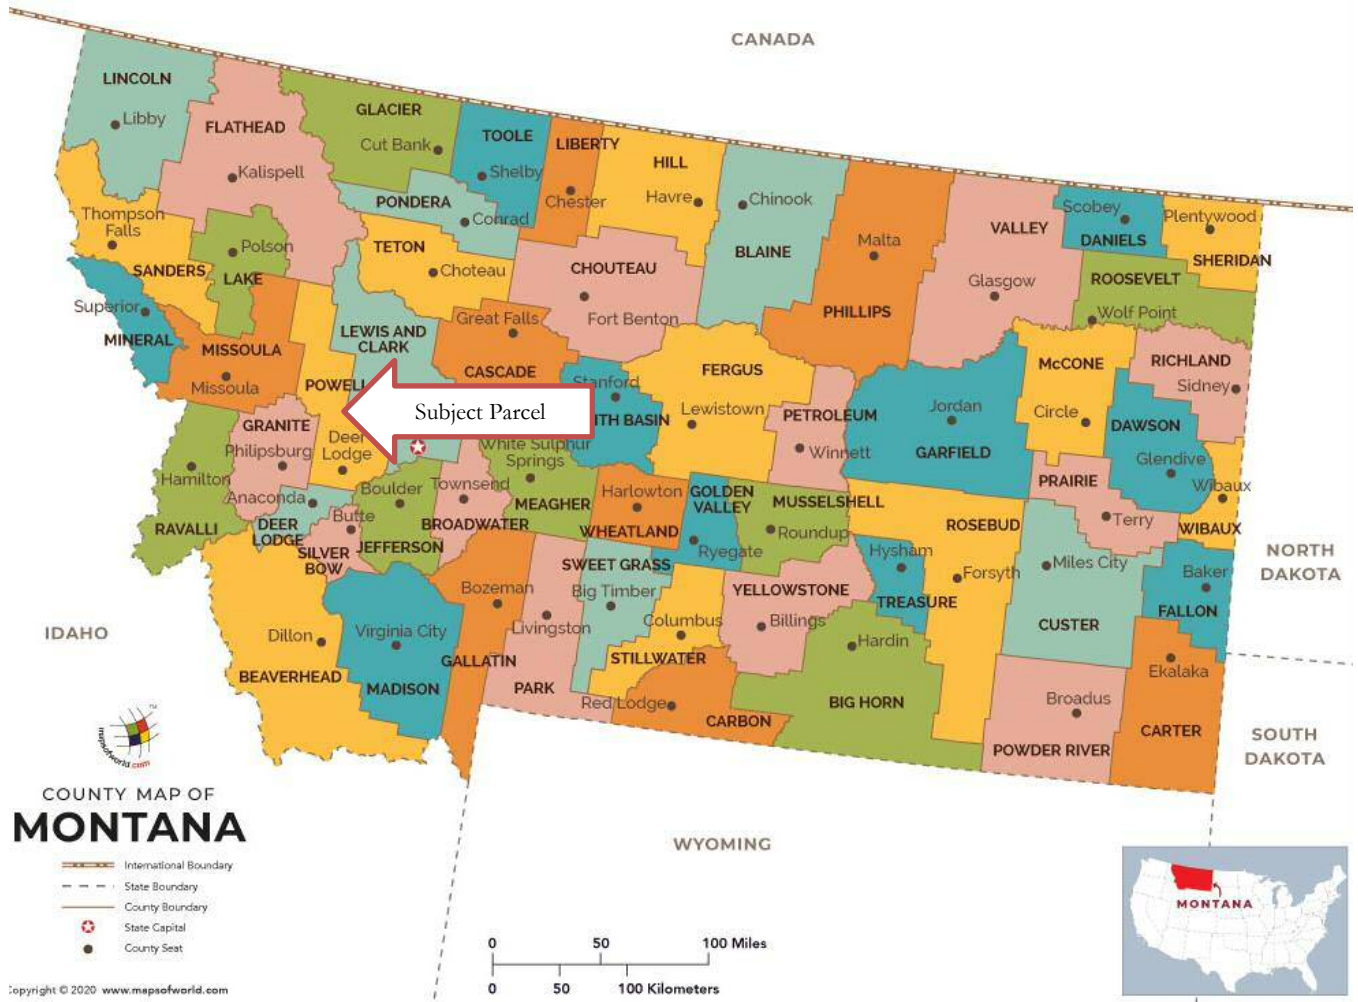 CANADA
LINCOLN
Libby
FLATHEAD
Kalispell
GLACIER
Cut Bank
TOOLE
Shelby
LIBERTY
Chester
HILL
Havre
Chinook
BLAINE
PONDERA
Conrad
TETON
Choteau
CHOUTEAU
Fort Benton
Malta
PHILLIPS
VALLEY
Glasgow
Scobey
DANIELS
Plentywood
SHERIDAN
ROOSEVELT
Wolf Point
Thompson
Falls
SANDERS
Polson
LAKE
Superior
MINERAL
MISSOULA
Missoula
LEWIS AND
CLARK
Great Falls
CASCADE
POWELL
Subject Parcel
Stanford
ITH BASIN
FERGUS
Lewistown
PETROLEUM
Winnett
Jordan
GARFIELD
McCONE
Circle
RICHLAND
Sidney
DAWSON
Glendive
Wibaux
WIBAUX
PRAIRIE
Terry
GRANITE
Philipsburg
Deer
Lodge
Hamilton
RAVALLI
Anaconda
DEER
LODGE
Butte
SILVER
BOW
Boulder
JEFFERSON
Townsend
BROADWATER
White Sulphur
Springs
MEAGHER
Harlowton
WHEATLAND
GOLDEN
VALLEY
Ryegate
MUSSELSHELL
Roundup
ROSEBUD
Forsyth
Hysham
TREASURE
Miles City
CUSTER
Baker
FALLON
NORTH
DAKOTA
IDAHO
Dillon
BEAVERHEAD
Virginia City
MADISON
Bozeman
GALLATIN
Livingston
PARK
SWEET GRASS
Big Timber
Columbus
STILLWATER
Red Lodge
CARBON
YELLOWSTONE
Billings
Hardin
BIG HORN
Broadus
POWDER RIVER
Ekalaka
CARTER
SOUTH
DAKOTA
WYOMING
TM
mapsofworld.com
COUNTY MAP OF
MONTANA
International Boundary
State Boundary
County Boundary
State Capital
County Seat
0 50 100 Miles
0 50 100 Kilometers
MONTANA
opyright © 2020 www.mapsofworld.com